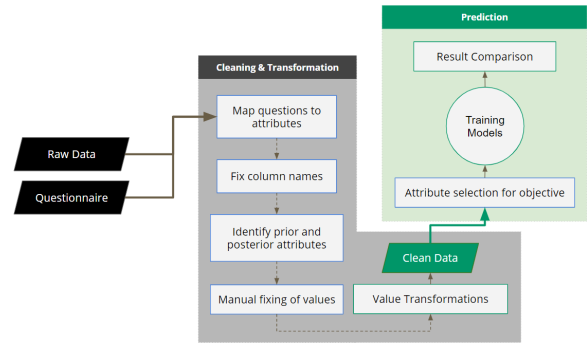 Raw Data
Questionnaire
Cleaning & Transformation
Map questions to
attributes
Fix column names
Identify prior and
posterior attributes
Manual fixing of values
Value Transformations
Clean Data
Prediction
Attribute selection for objective
Training
Models
Result Comparison